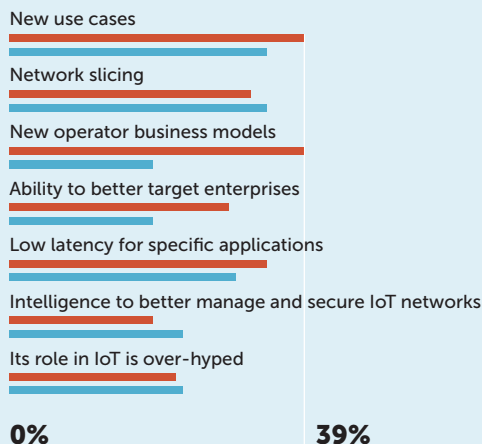 New use cases
Network slicing
New operator business models
Ability to better target enterprises
Low latency for specific applications
Intelligence to better manage and secure IoT networks
Its role in IoT is over-hyped
0% 39%